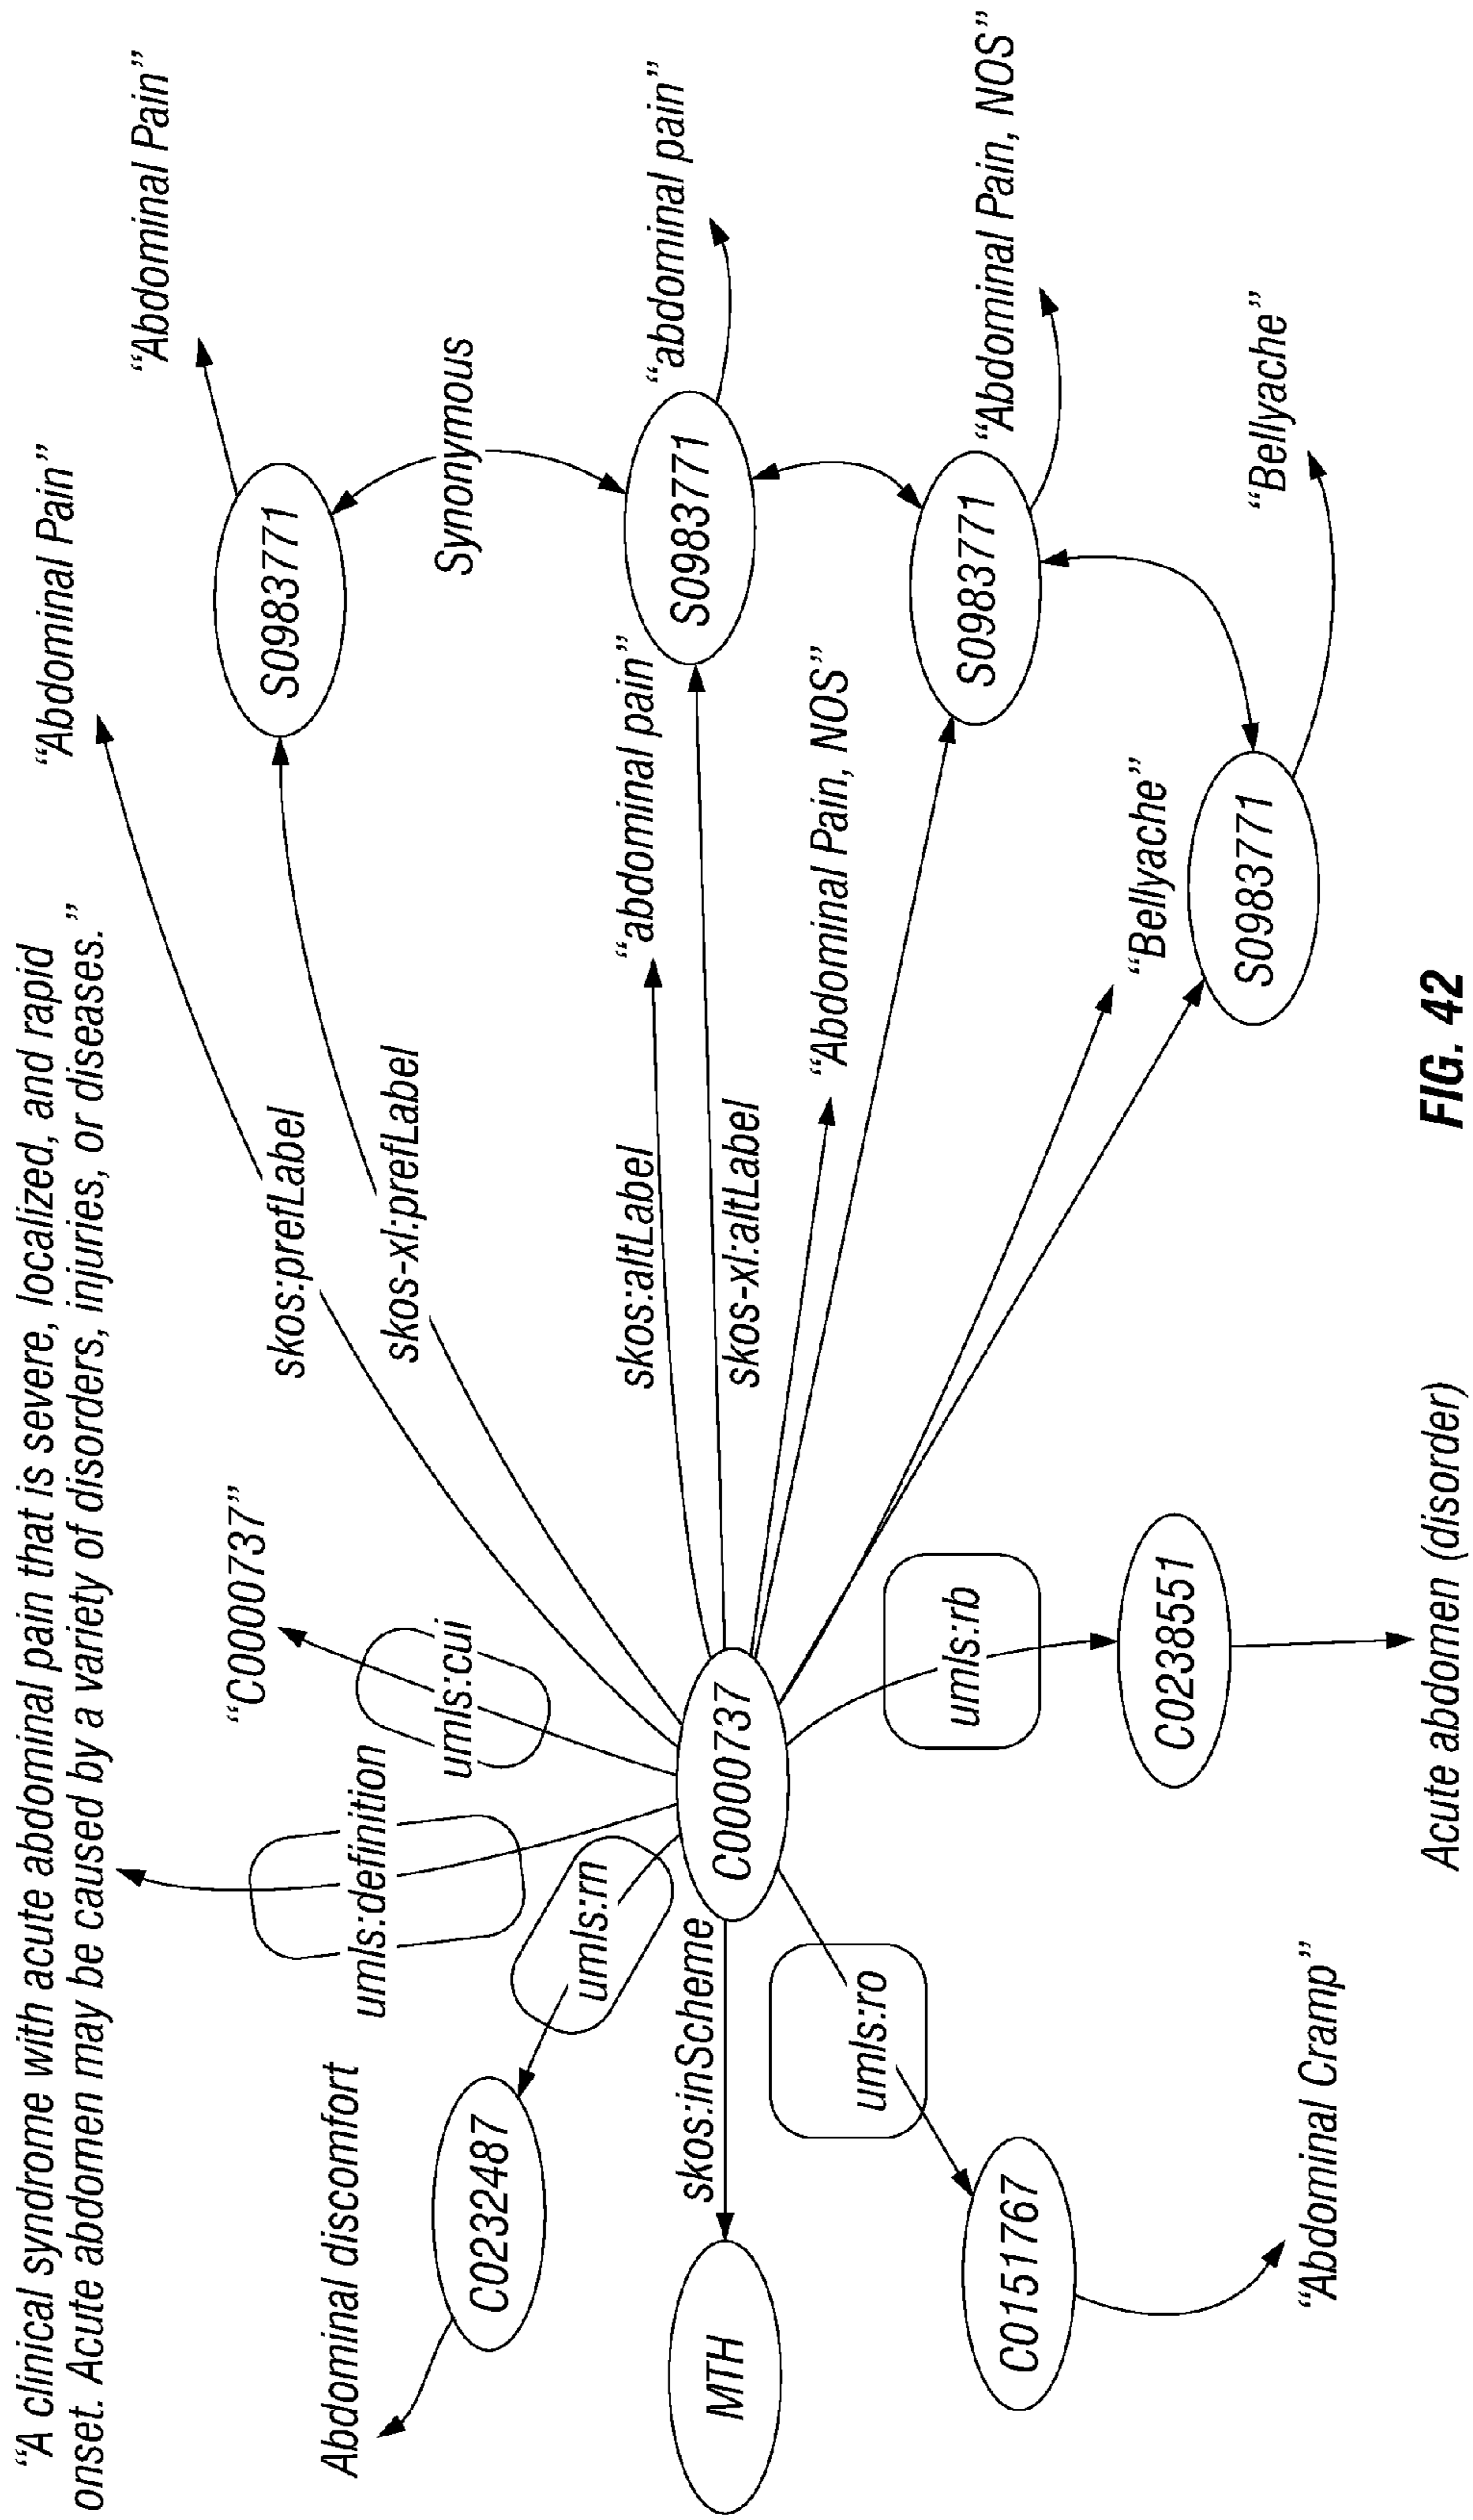 “A clinical syndrome with acute abdominal pain that is severe, localized, and rapid
onset. Acute abdomen may be caused by a variety of disorders, injuries, or diseases.”
“Abdominal Pain”
“Abdominal Pain”
“C0000737”
skos:prefLabel
S0983771
Abdominal discomfort
umls:definition
skos-xl:prefLabel
umls:cui
Synonymous
C0232487
umls:rn
skos:altLabel
“abdominal pain”
“abdominal pain”
S0983771
skos:inScheme
MTH
C0000737
skos-xl:altLabel
“Abdominal Pain, NOS”
umls:ro
umls:rb
S0983771
“Abdominal Pain, NOS”
C0151767
“Bellyache”
C0238551
S0983771
“Bellyache”
“Abdominal Cramp”
Acute abdomen (disorder)
FIG. 42